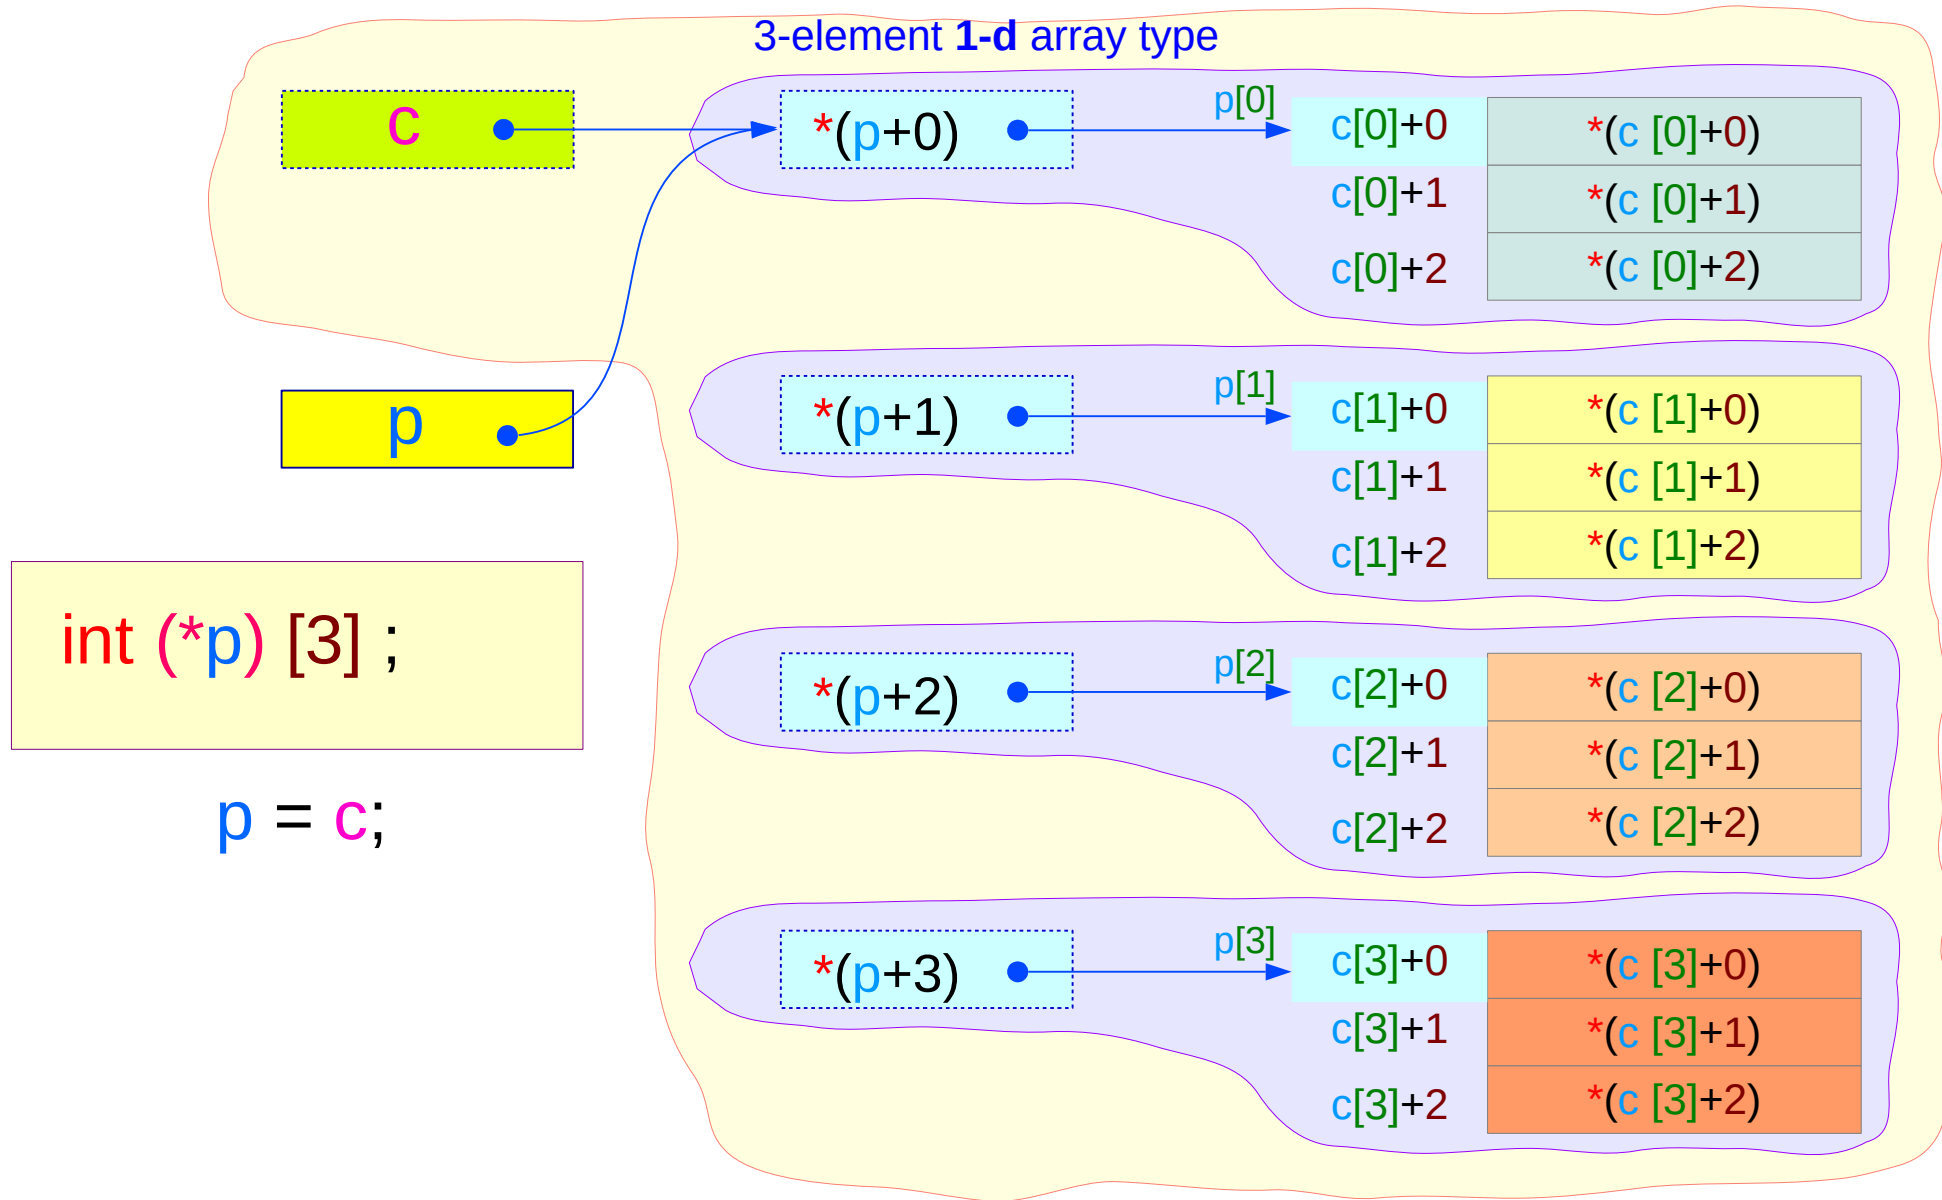 3-element 1-d array type
c
*(p+0)
p[0]
c[0]+0
*(c [0]+0)
c[0]+1
*(c [0]+1)
c[0]+2
*(c [0]+2)
p
*(p+1)
p[1]
c[1]+0
*(c [1]+0)
c[1]+1
*(c [1]+1)
c[1]+2
*(c [1]+2)
int (*p) [3] ;
p = c;
*(p+2)
p[2]
c[2]+0
*(c [2]+0)
c[2]+1
*(c [2]+1)
c[2]+2
*(c [2]+2)
*(p+3)
p[3]
c[3]+0
*(c [3]+0)
c[3]+1
*(c [3]+1)
c[3]+2
*(c [3]+2)